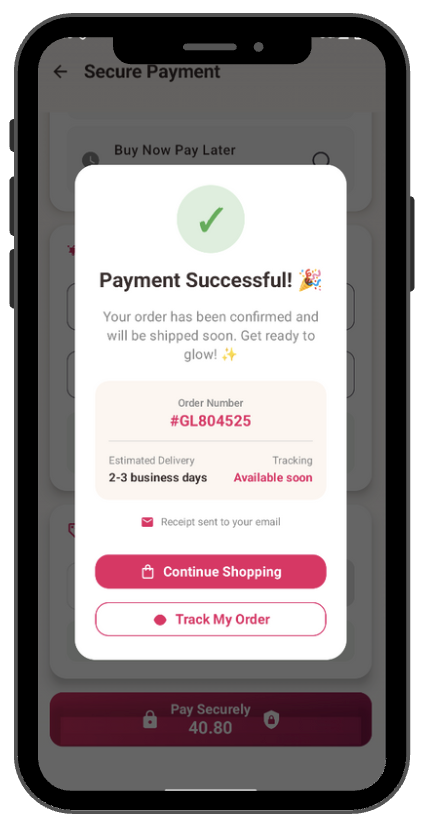 Secure Payment
Buy Now Pay Later
✓
Payment Successful! 🎉
Your order has been confirmed and
will be shipped soon. Get ready to
glow! ✨
Order Number
#GL804525
Estimated Delivery
Tracking
2-3 business days
Available soon
Receipt sent to your email
Continue Shopping
Track My Order
Pay Securely
40.80